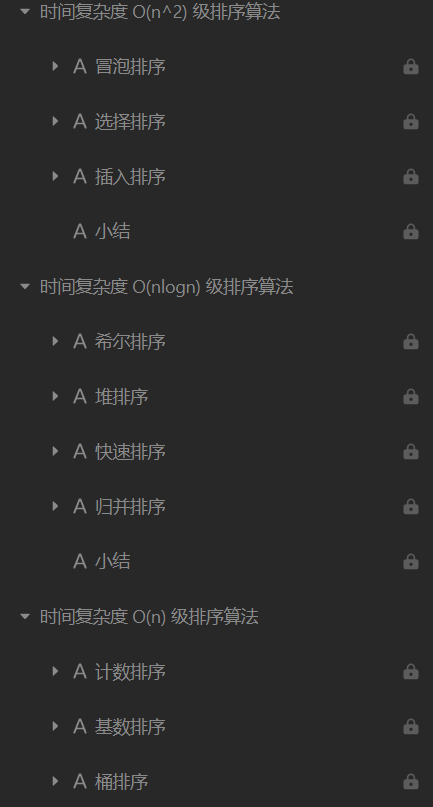 时间复杂度 O(n^2) 级排序算法
A 冒泡排序
A 选择排序
A 插入排序
A 小结
时间复杂度 O(nlogn) 级排序算法
A 希尔排序
A 堆排序
A 快速排序
A 归并排序
A 小结
时间复杂度 O(n) 级排序算法
A 计数排序
A 基数排序
A 桶排序